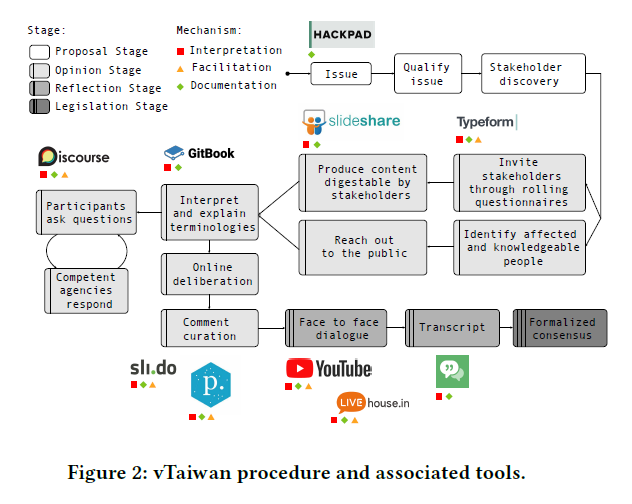 Stage:
Proposal Stage
Opinion Stage
Reflection Stage
Legislation Stage
Mechanism:
Interpretation
Facilitation
Documentation
HACKPAD
Issue
Qualify
issue
Stakeholder
discovery
slideshare
Typeform
Discourse
GitBook
Participants
ask questions
Interpret
and explain
terminologies
Produce content
digestable by
stakeholders
Invite
stakeholders
through rolling
questionnaires
Reach out
to the public
Identify affected
and knowledgeable
people
Competent
agencies
respond
Online
deliberation
Comment
curation
Face to face
dialogue
Transcript
Formalized
consensus
sli.do
p.
YouTube
LIVE house.in
Figure 2: vTaiwan procedure and associated tools.